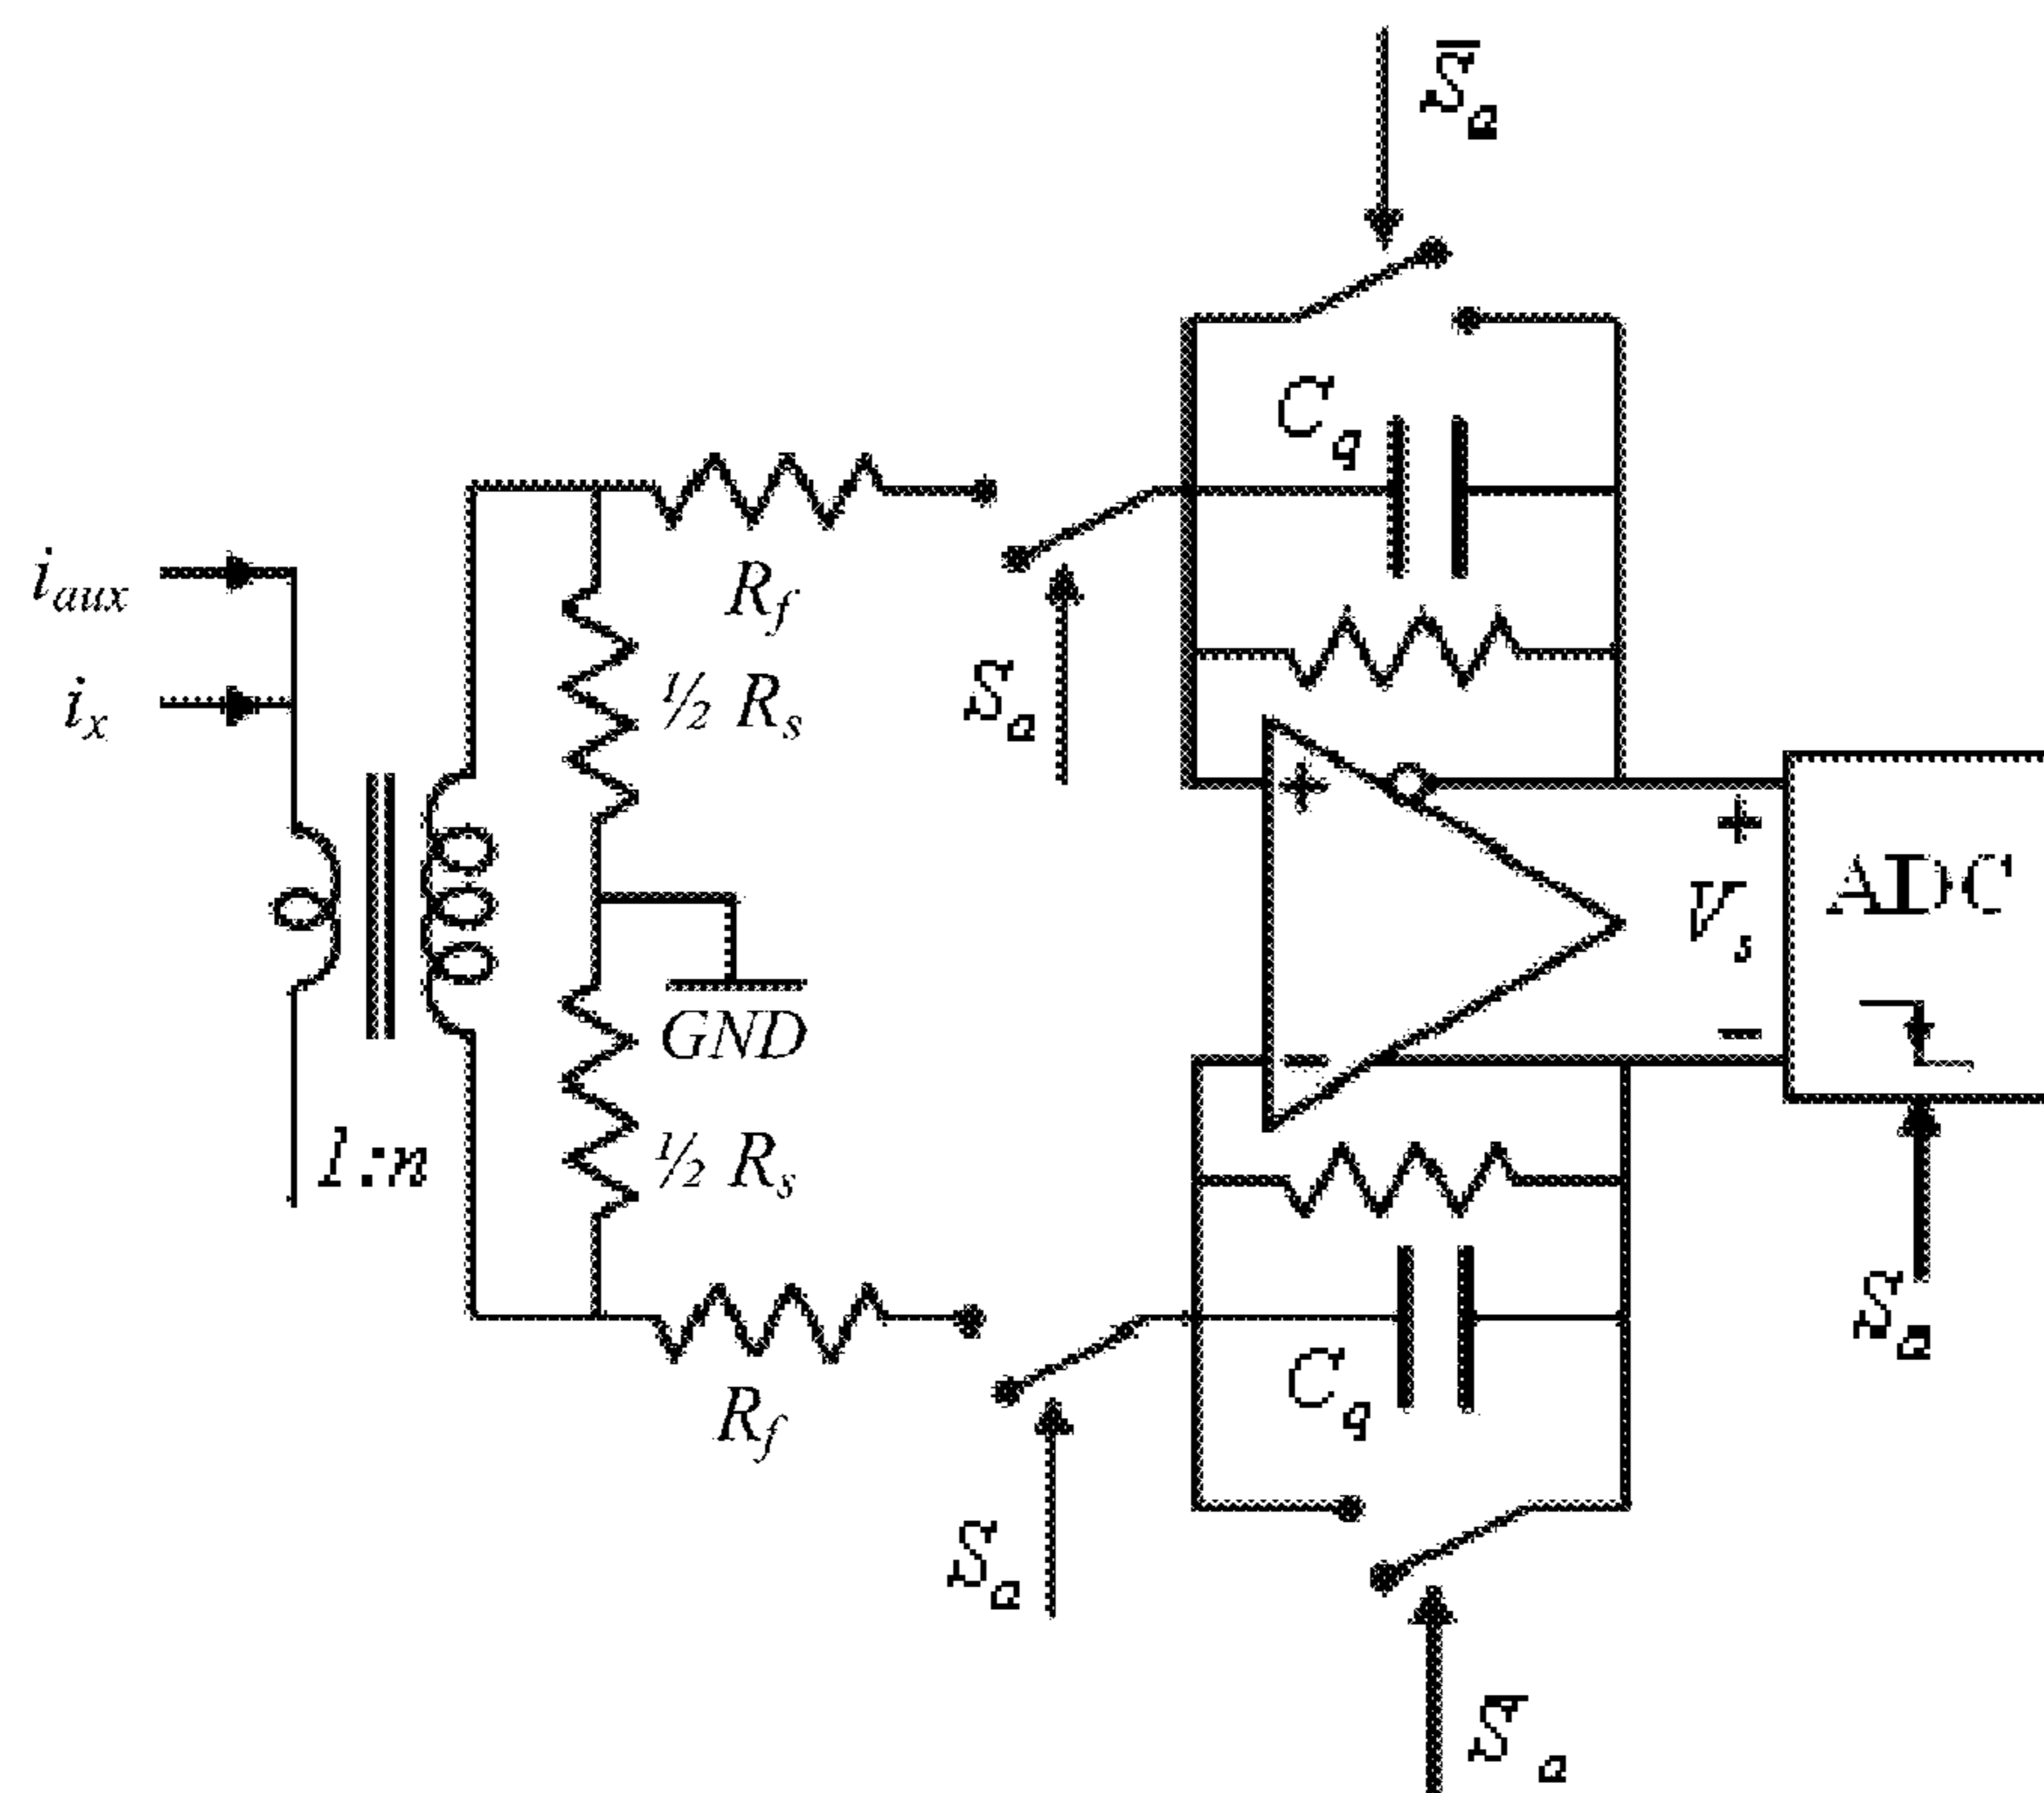 S̅a
Cq
iaux
Rf
½ Rs
Sa
ix
+
+
ADC
Vs
GND
-
-
1:n
½ Rs
Sa
Cq
Rf
Sa
S̅a